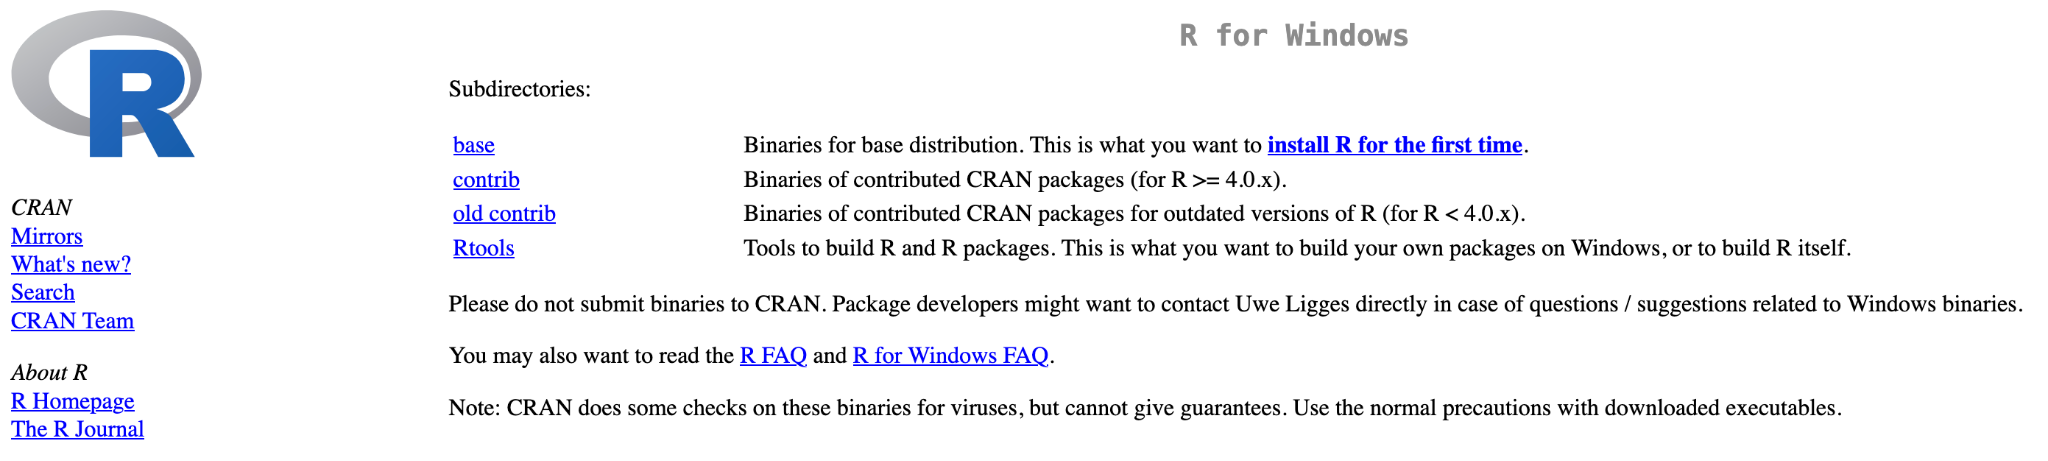 R
R for Windows
Subdirectories:
base Binaries for base distribution. This is what you want to install R for the first time.
contrib Binaries of contributed CRAN packages (for R >= 4.0.x).
old contrib Binaries of contributed CRAN packages for outdated versions of R (for R < 4.0.x).
Rtools Tools to build R and R packages. This is what you want to build your own packages on Windows, or to build R itself.
Please do not submit binaries to CRAN. Package developers might want to contact Uwe Ligges directly in case of questions / suggestions related to Windows binaries.
You may also want to read the R FAQ and R for Windows FAQ.
Note: CRAN does some checks on these binaries for viruses, but cannot give guarantees. Use the normal precautions with downloaded executables.
CRAN
Mirrors
What's new?
Search
CRAN Team
About R
R Homepage
The R Journal